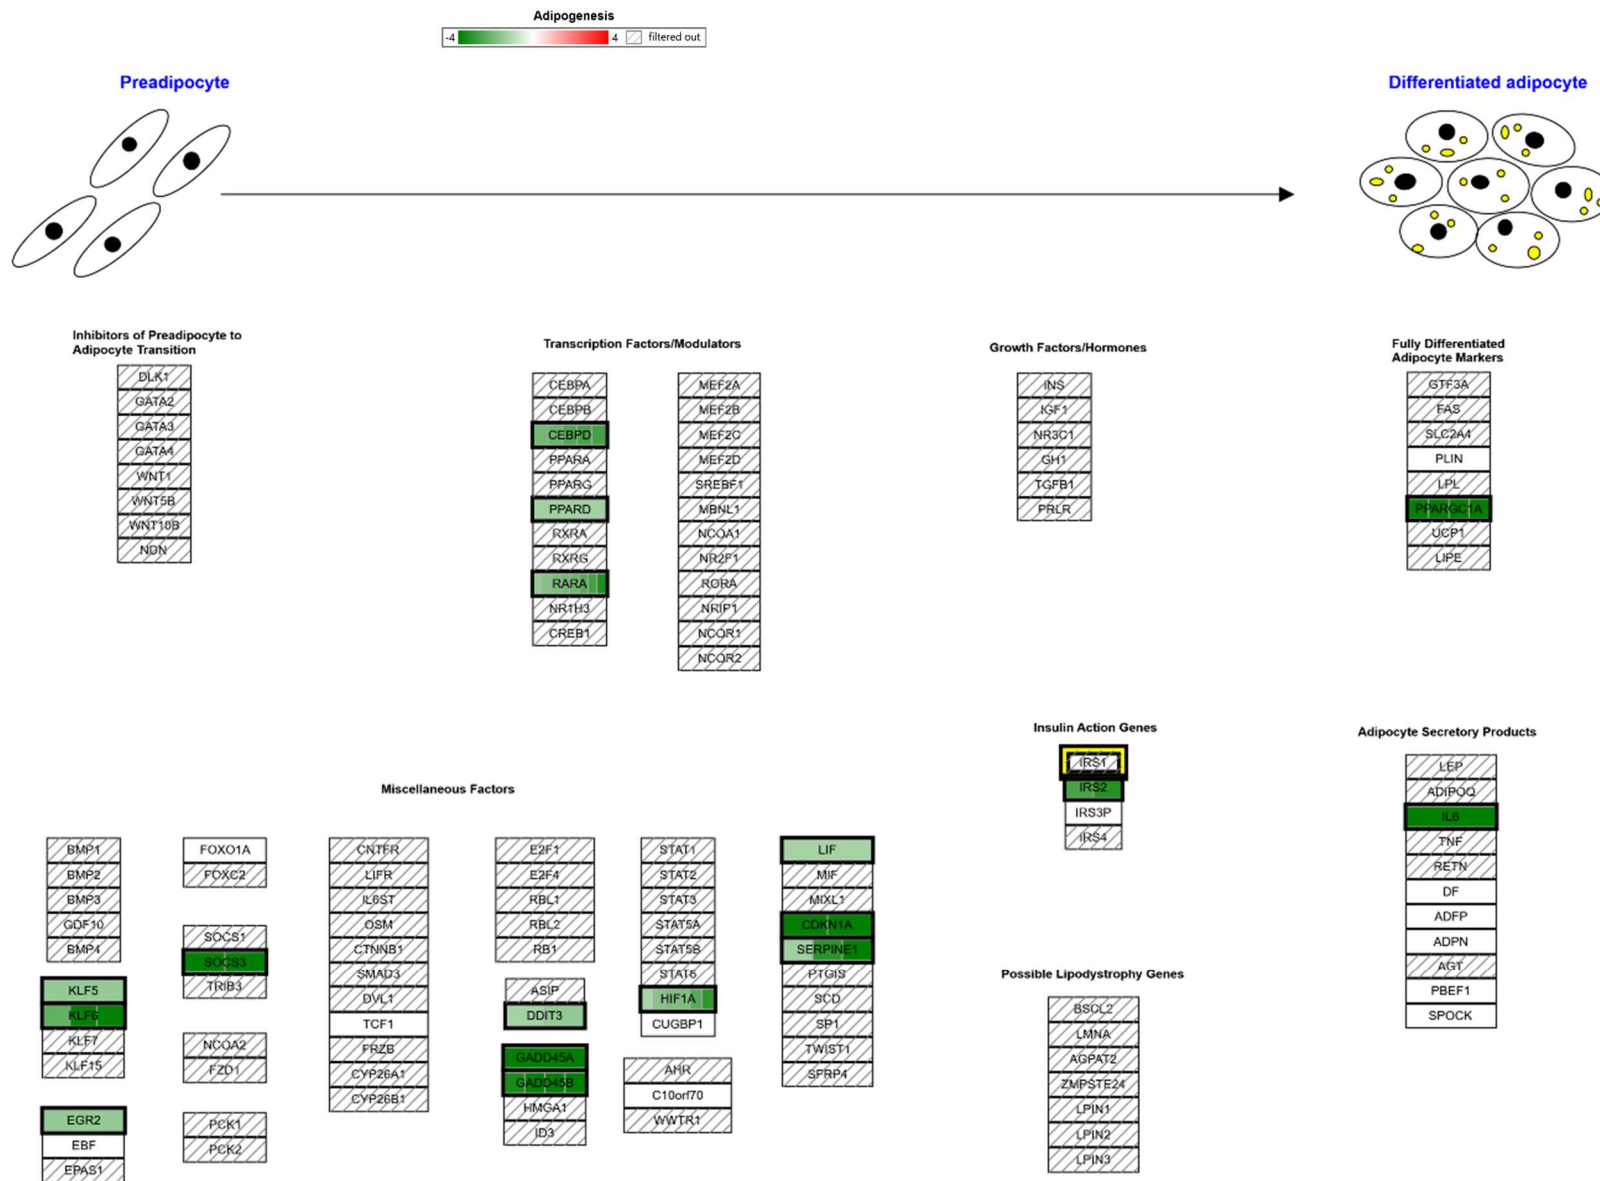 Adipogenesis
-4 4 filtered out
Preadipocyte
Differentiated adipocyte
Inhibitors of Preadipocyte to
Adipocyte Transition
DLK1
GATA2
GATA3
GATA4
WNT1
WNT5B
WNT10B
NDN
Transcription Factors/Modulators
CEBPA
CEBPB
CEBPD
PPARA
PPARG
PPARD
RXRA
RXRG
RARA
NR1H3
CREB1
MEF2A
MEF2B
MEF2C
MEF2D
SREBF1
MBNL1
NCOA1
NR2F1
RORA
NRIP1
NCOR1
NCOR2
Growth Factors/Hormones
INS
IGF1
NR3C1
GH1
TGFB1
PRLR
Fully Differentiated
Adipocyte Markers
GTF3A
FAS
SLC2A4
PLIN
LPL
PPARGC1A
UCP1
LIPE
Miscellaneous Factors
BMP1
BMP2
BMP3
GDF10
BMP4
KLF5
KLF6
KLF7
KLF15
EGR2
EBF
EPAS1
FOXO1A
FOXC2
SOCS1
SOCS3
TRIB3
NCOA2
FZD1
PCK1
PCK2
CNTFR
LIFR
IL6ST
OSM
CTNNB1
SMAD3
DVL1
TCF1
FRZB
CYP26A1
CYP26B1
E2F1
E2F4
RBL1
RBL2
RB1
ASIP
DDIT3
GADD45A
GADD45B
HMGA1
ID3
STAT1
STAT2
STAT3
STAT5A
STAT5B
STAT6
HIF1A
CUGBP1
AHR
C10orf70
WWTR1
LIF
MIF
MIXL1
CDKN1A
SERPINE1
PTGIS
SCD
SP1
TWIST1
SFRP4
Insulin Action Genes
IRS1
IRS2
IRS3P
IRS4
Possible Lipodystrophy Genes
BSCL2
LMNA
AGPAT2
ZMPSTE24
LPIN1
LPIN2
LPIN3
Adipocyte Secretory Products
LEP
ADIPOQ
IL6
TNF
RETN
DF
ADFP
ADPN
AGT
PBEF1
SPOCK